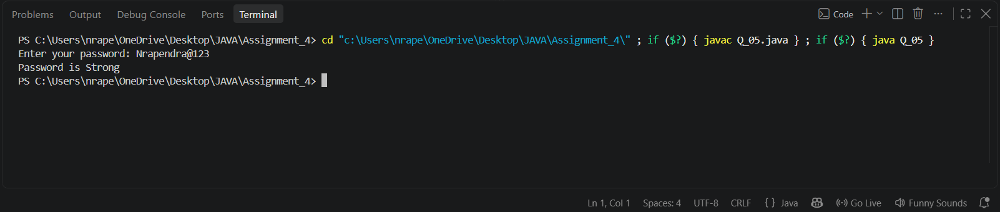 Problems Output Debug Console Ports Terminal Code
PS C:\Users\nrape\OneDrive\Desktop\JAVA\Assignment_4> cd "c:\Users\nrape\OneDrive\Desktop\JAVA\Assignment_4\" ; if ($?) { javac Q_05.java } ; if ($?) { java Q_05 }
Enter your password: Nrapendra@123
Password is Strong
PS C:\Users\nrape\OneDrive\Desktop\JAVA\Assignment_4>
Ln 1, Col 1 Spaces: 4 UTF-8 CRLF {} Java Go Live Funny Sounds